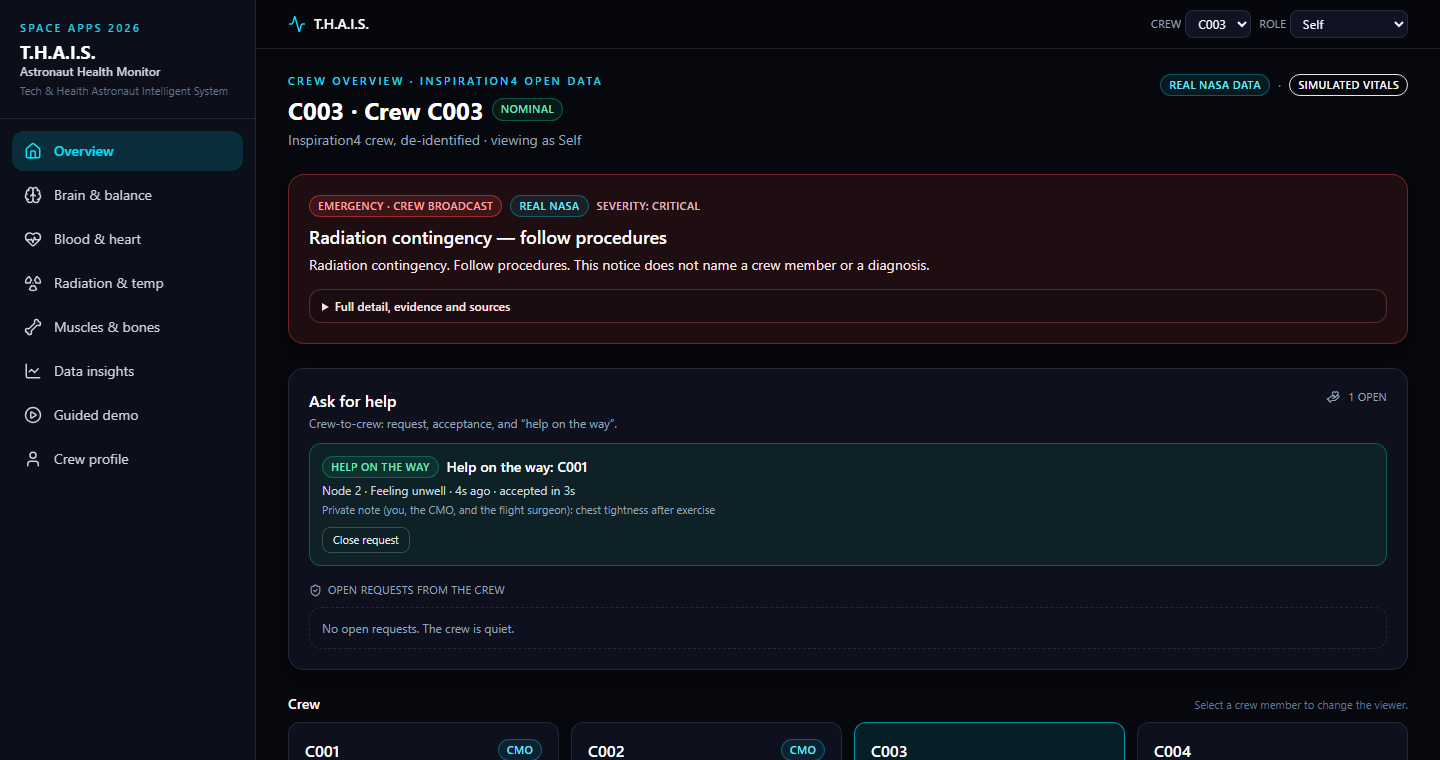 SPACE APPS 2026
T.H.A.I.S.
Astronaut Health Monitor
Tech & Health Astronaut Intelligent System
Overview
Brain & balance
Blood & heart
Radiation & temp
Muscles & bones
Data insights
Guided demo
Crew profile
T.H.A.I.S.
CREW C003 ROLE Self
CREW OVERVIEW · INSPIRATION4 OPEN DATA
REAL NASA DATA · SIMULATED VITALS
C003 · Crew C003 NOMINAL
Inspiration4 crew, de-identified · viewing as Self
EMERGENCY · CREW BROADCAST REAL NASA SEVERITY: CRITICAL
Radiation contingency — follow procedures
Radiation contingency. Follow procedures. This notice does not name a crew member or a diagnosis.
Full detail, evidence and sources
Ask for help
1 OPEN
Crew-to-crew: request, acceptance, and “help on the way”.
HELP ON THE WAY Help on the way: C001
Node 2 · Feeling unwell · 4s ago · accepted in 3s
Private note (you, the CMO, and the flight surgeon): chest tightness after exercise
Close request
OPEN REQUESTS FROM THE CREW
No open requests. The crew is quiet.
Crew
Select a crew member to change the viewer.
C001 CMO
C002 CMO
C003
C004